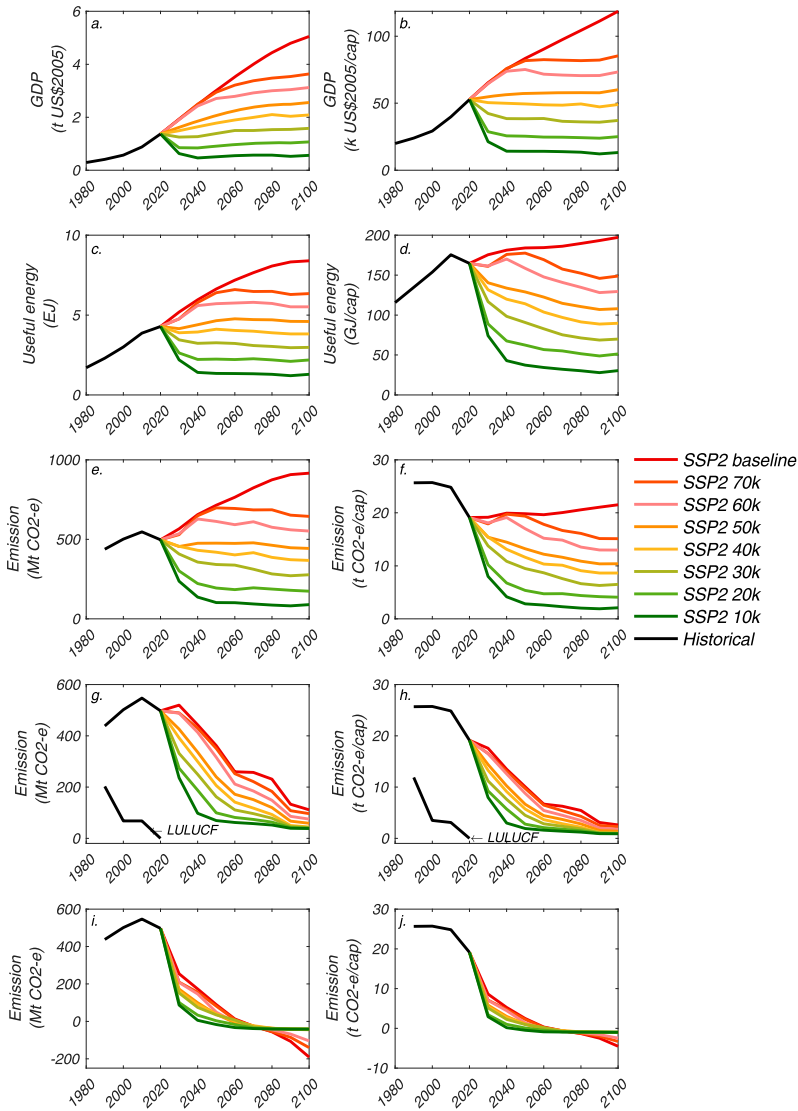 a.
GDP
(t US$2005)
6
4
2
0
1980
2000
2020
2040
2060
2080
2100
b.
GDP
(k US$2005/cap)
100
50
0
1980
2000
2020
2040
2060
2080
2100
c.
Useful energy
(EJ)
10
5
0
1980
2000
2020
2040
2060
2080
2100
d.
Useful energy
(GJ/cap)
200
150
100
50
0
1980
2000
2020
2040
2060
2080
2100
e.
Emission
(Mt CO2-e)
1000
500
0
1980
2000
2020
2040
2060
2080
2100
f.
Emission
(t CO2-e/cap)
30
20
10
0
1980
2000
2020
2040
2060
2080
2100
SSP2 baseline
SSP2 70k
SSP2 60k
SSP2 50k
SSP2 40k
SSP2 30k
SSP2 20k
SSP2 10k
Historical
g.
Emission
(Mt CO2-e)
600
400
200
0
← LULUCF
1980
2000
2020
2040
2060
2080
2100
h.
Emission
(t CO2-e/cap)
30
20
10
0
← LULUCF
1980
2000
2020
2040
2060
2080
2100
i.
Emission
(Mt CO2-e)
600
400
200
0
-200
1980
2000
2020
2040
2060
2080
2100
j.
Emission
(t CO2-e/cap)
30
20
10
0
-10
1980
2000
2020
2040
2060
2080
2100